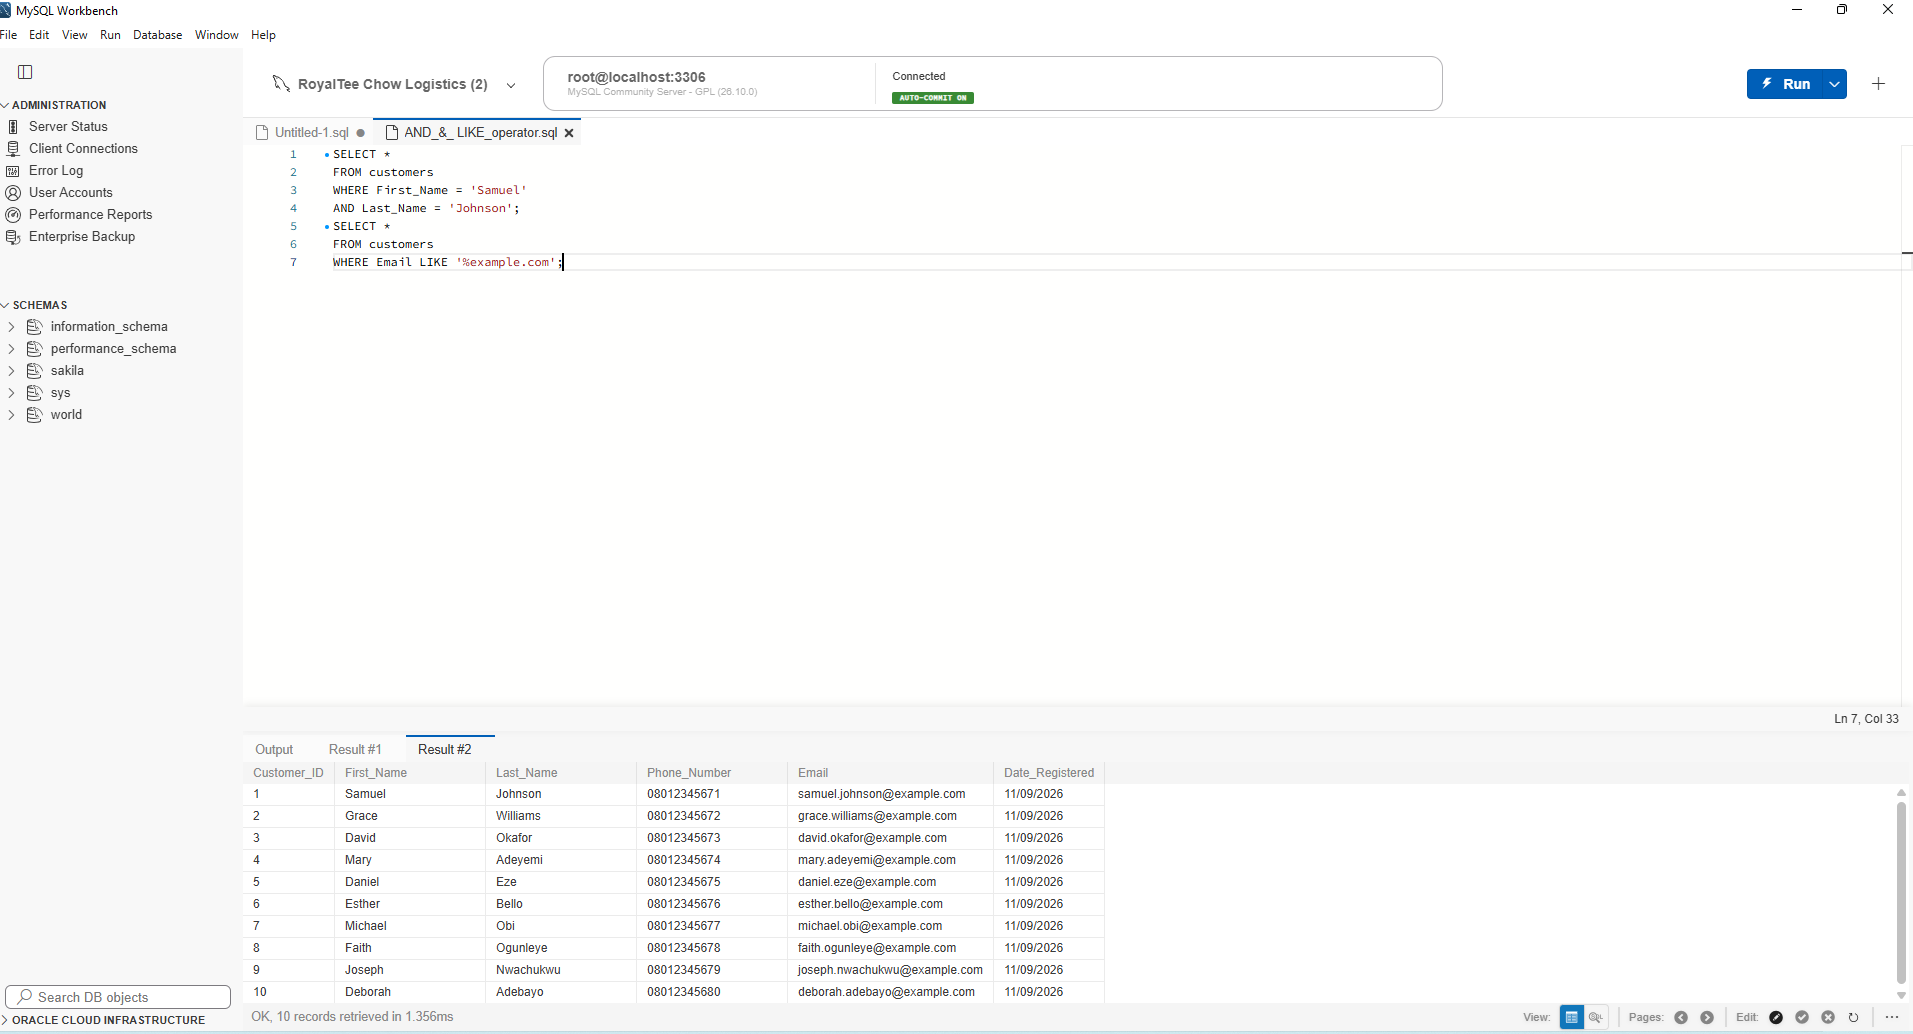 MySQL Workbench
File Edit View Run Database Window Help
RoyalTee Chow Logistics (2)
root@localhost:3306
MySQL Community Server - GPL (26.10.0)
Connected
AUTO-COMMIT ON
Run
ADMINISTRATION
Server Status
Client Connections
Error Log
User Accounts
Performance Reports
Enterprise Backup
SCHEMAS
information_schema
performance_schema
sakila
sys
world
Search DB objects
ORACLE CLOUD INFRASTRUCTURE
Untitled-1.sql AND_&_ LIKE_operator.sql
1 SELECT *
2 FROM customers
3 WHERE First_Name = 'Samuel'
4 AND Last_Name = 'Johnson';
5 SELECT *
6 FROM customers
7 WHERE Email LIKE '%example.com';
Ln 7, Col 33
Output Result #1 Result #2
Customer_ID First_Name Last_Name Phone_Number Email Date_Registered
1 Samuel Johnson 08012345671 samuel.johnson@example.com 11/09/2026
2 Grace Williams 08012345672 grace.williams@example.com 11/09/2026
3 David Okafor 08012345673 david.okafor@example.com 11/09/2026
4 Mary Adeyemi 08012345674 mary.adeyemi@example.com 11/09/2026
5 Daniel Eze 08012345675 daniel.eze@example.com 11/09/2026
6 Esther Bello 08012345676 esther.bello@example.com 11/09/2026
7 Michael Obi 08012345677 michael.obi@example.com 11/09/2026
8 Faith Ogunleye 08012345678 faith.ogunleye@example.com 11/09/2026
9 Joseph Nwachukwu 08012345679 joseph.nwachukwu@example.com 11/09/2026
10 Deborah Adebayo 08012345680 deborah.adebayo@example.com 11/09/2026
OK, 10 records retrieved in 1.356ms
View: Pages: Edit: